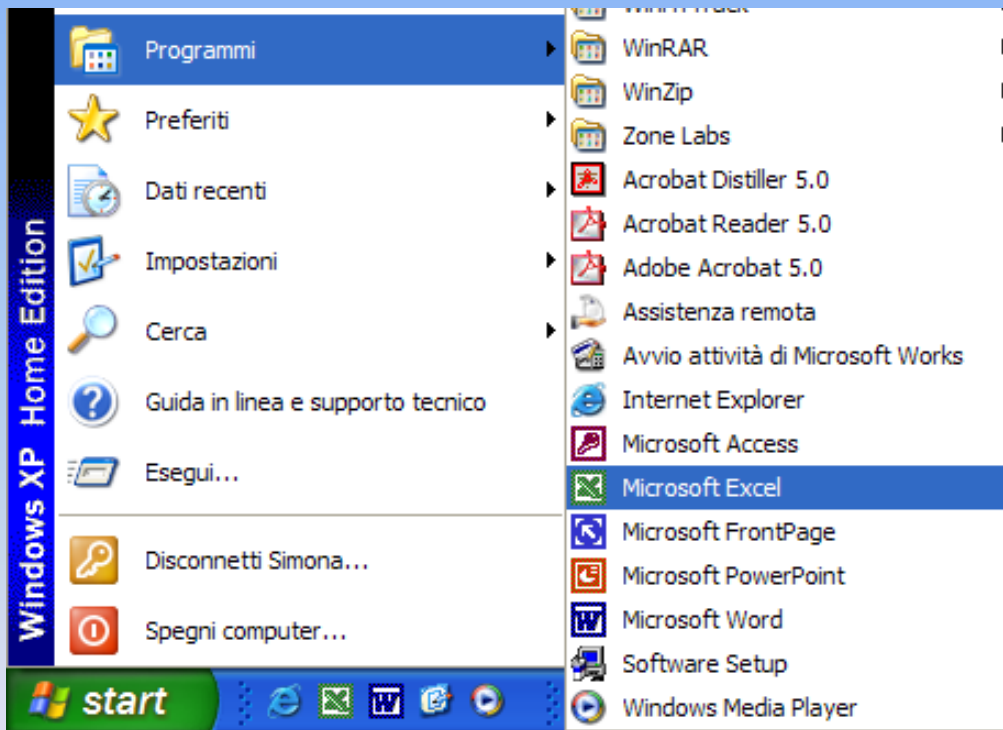 Programmi
Preferiti
Dati recenti
Impostazioni
Cerca
Guida in linea e supporto tecnico
Esegui...
Disconnetti Simona...
Spegni computer...
Windows XP Home Edition
start
WinRAR
WinZip
Zone Labs
Acrobat Distiller 5.0
Acrobat Reader 5.0
Adobe Acrobat 5.0
Assistenza remota
Avvio attività di Microsoft Works
Internet Explorer
Microsoft Access
Microsoft Excel
Microsoft FrontPage
Microsoft PowerPoint
Microsoft Word
Software Setup
Windows Media Player